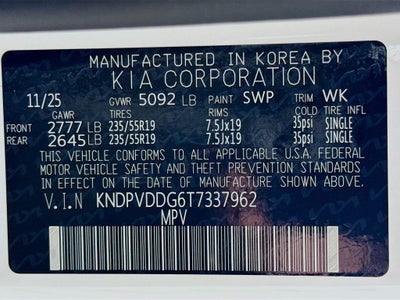 MANUFACTURED IN KOREA BY
KIA CORPORATION
11/25 GVWR 5092 LB PAINT SWP TRIM WK
GAWR TIRES RIMS COLD TIRE INFL
FRONT 2777 LB 235/55R19 7.5Jx19 35psi SINGLE
REAR 2645 LB 235/55R19 7.5Jx19 35psi SINGLE
THIS VEHICLE CONFORMS TO ALL APPLICABLE U.S.A. FEDERAL
MOTOR VEHICLE SAFETY AND THEFT PREVENTION STANDARDS
IN EFFECT ON THE DATE OF MANUFACTURE SHOWN ABOVE.
V.I.N KNDPVDDG6T7337962
MPV